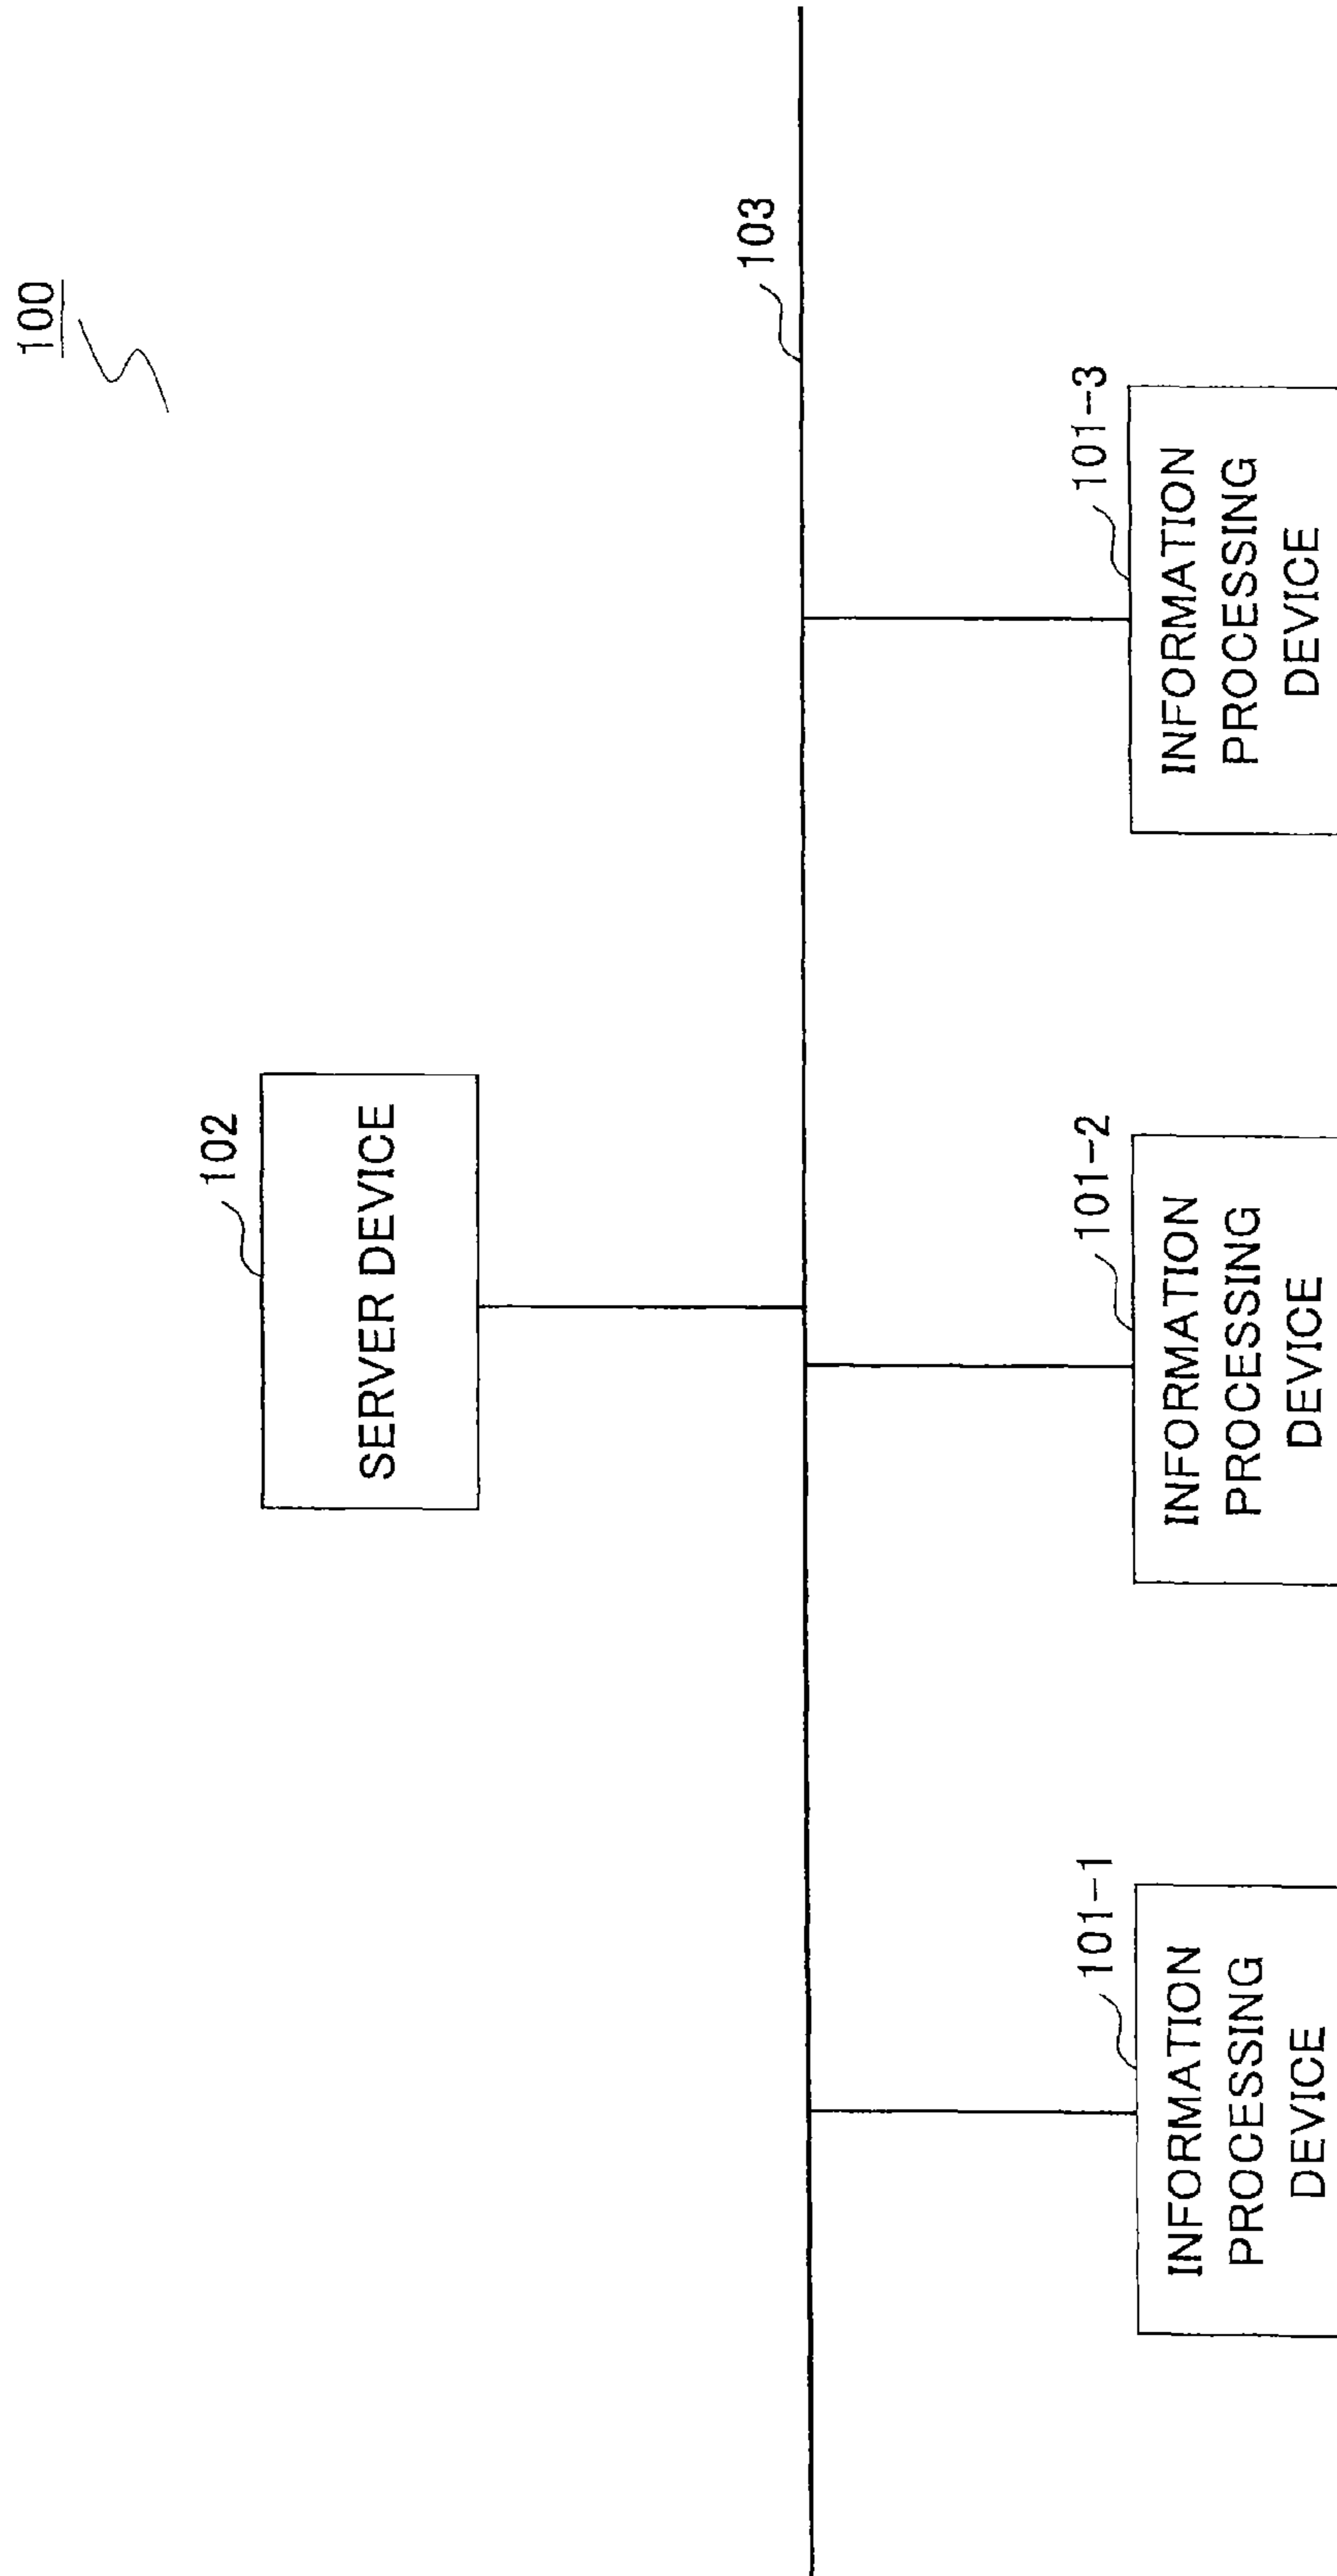 100
102
SERVER DEVICE
103
101-1
INFORMATION
PROCESSING
DEVICE
101-2
INFORMATION
PROCESSING
DEVICE
101-3
INFORMATION
PROCESSING
DEVICE